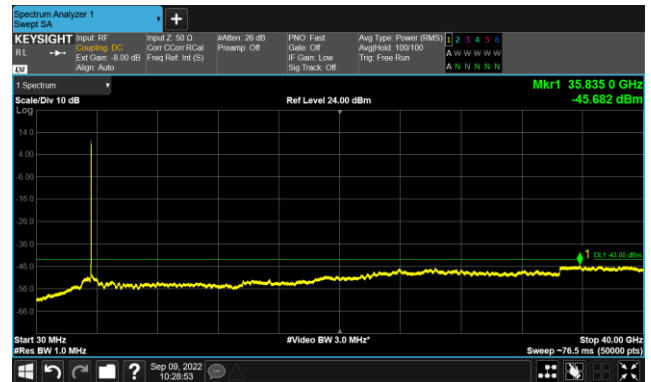 Spectrum Analyzer 1
Swept SA
+
KEYSIGHT
RL
LXI
Input: RF
Coupling: DC
Ext Gain: -8.00 dB
Align: Auto
Input Z: 50 Ω
Corr CCorr RCal
Freq Ref: Int (S)
#Atten: 26 dB
Preamp: Off
PNO: Fast
Gate: Off
IF Gain: Low
Sig Track: Off
Avg Type: Power (RMS)
Avg|Hold: 100/100
Trig: Free Run
1 2 3 4 5 6
A W W W W W
A N N N N N
1 Spectrum
Scale/Div 10 dB
Ref Level 24.00 dBm
Mkr1 35.835 0 GHz
-45.682 dBm
Log
14.0
4.00
-6.00
-16.0
-26.0
-36.0
-46.0
-56.0
-66.0
1
DL1 -43.00 dBm
Start 30 MHz
#Video BW 3.0 MHz*
Stop 40.00 GHz
#Res BW 1.0 MHz
Sweep ~76.5 ms (50000 pts)
?
Sep 09, 2022
10:28:53